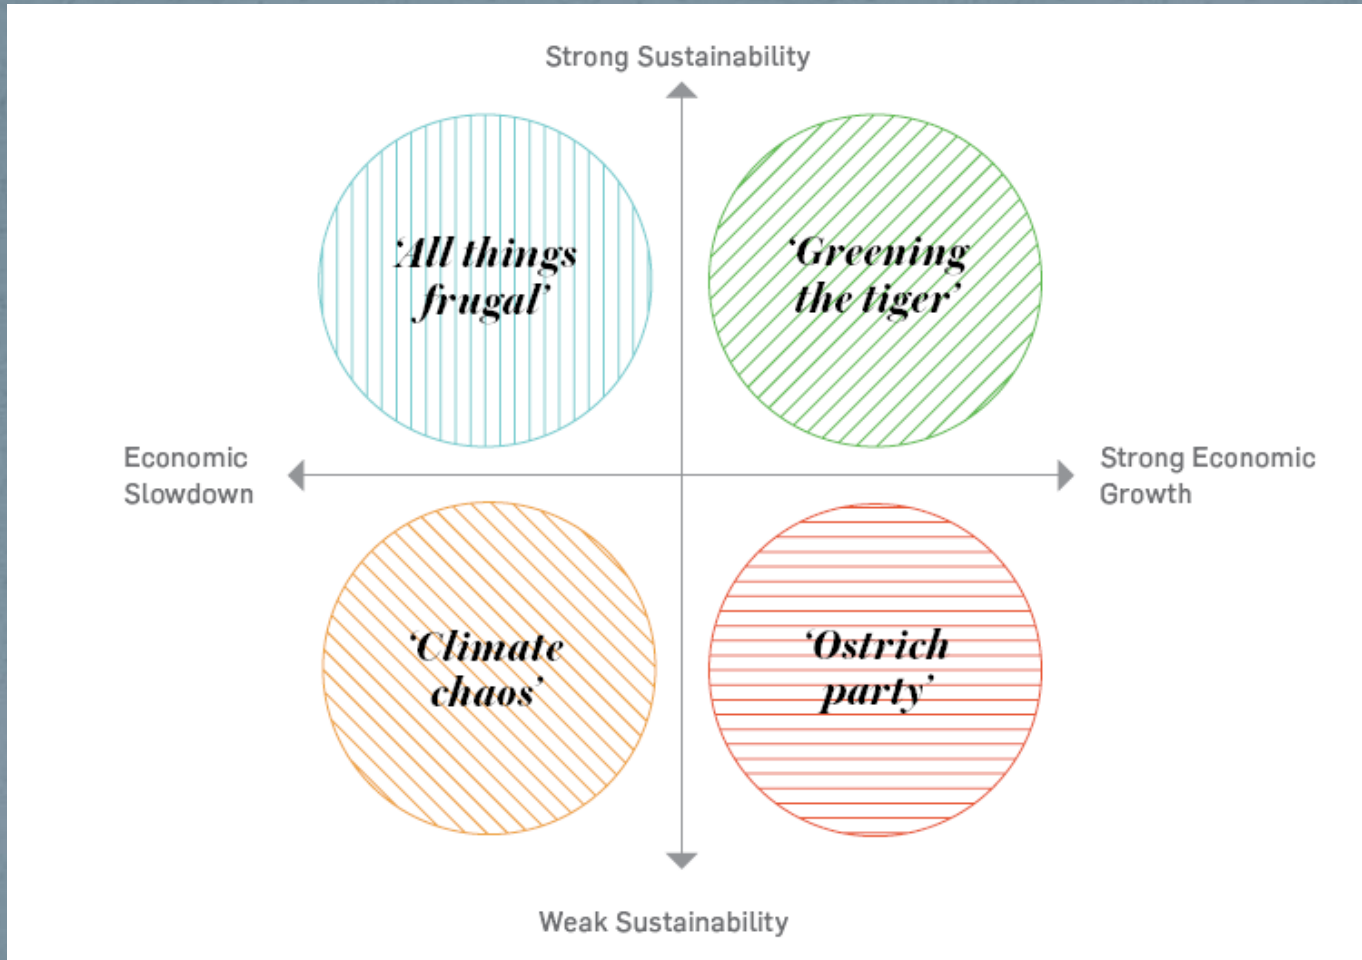 Strong Sustainability
‘All things
frugal’
‘Greening
the tiger’
Economic
Slowdown
Strong Economic
Growth
‘Climate
chaos’
‘Ostrich
party’
Weak Sustainability